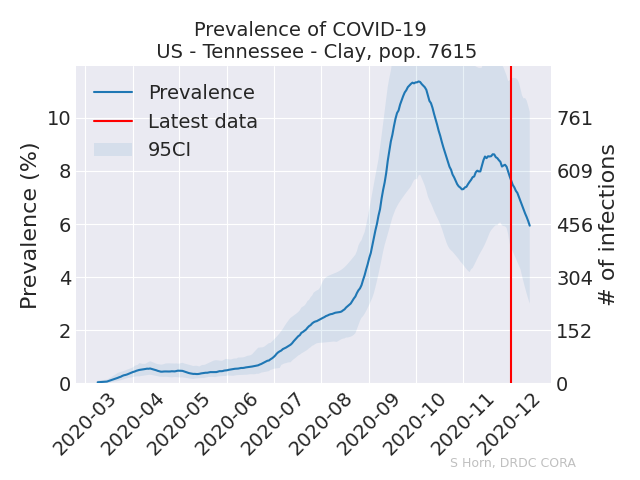 Prevalence of COVID-19
US - Tennessee - Clay, pop. 7615
Prevalence
Latest data
95CI
Prevalence (%)
10
8
6
4
2
0
761
609
456
304
152
0
# of infections
2020-03
2020-04
2020-05
2020-06
2020-07
2020-08
2020-09
2020-10
2020-11
2020-12
S Horn, DRDC CORA